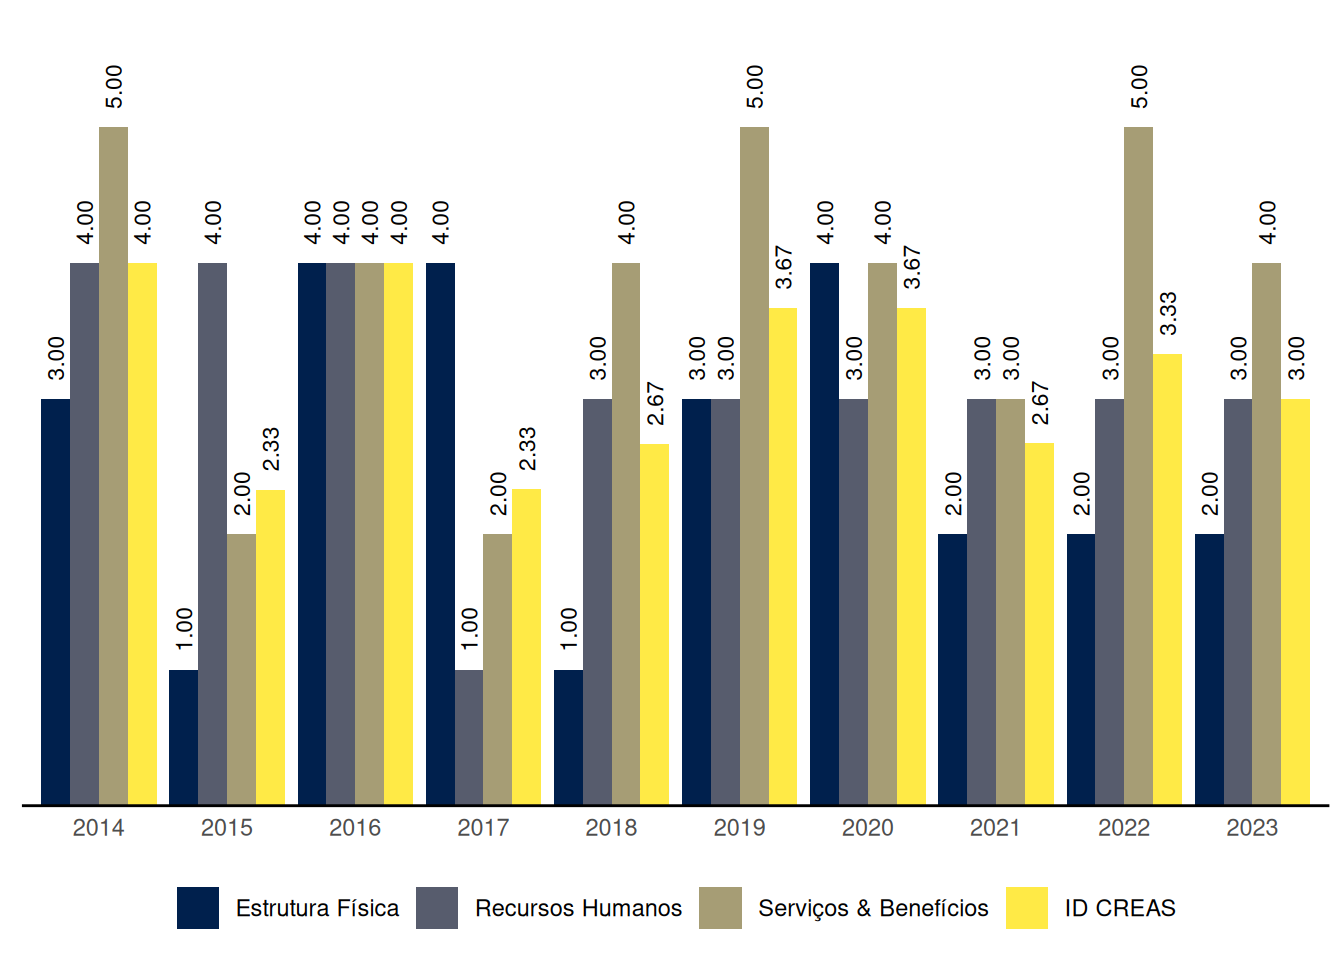 3.00 4.00 5.00 4.00 1.00 4.00 2.00 2.33 4.00 4.00 4.00 4.00 4.00 1.00 2.00 2.33 1.00 3.00 4.00 2.67 3.00 3.00 5.00 3.67 4.00 3.00 4.00 3.67 2.00 3.00 3.00 2.67 2.00 3.00 5.00 3.33 2.00 3.00 4.00 3.00
2014 2015 2016 2017 2018 2019 2020 2021 2022 2023
Estrutura Física Recursos Humanos Serviços & Benefícios ID CREAS